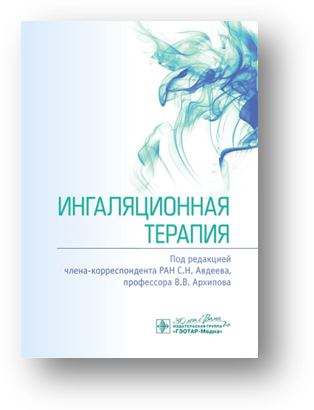 ИНГАЛЯЦИОННАЯ
ТЕРАПИЯ
Под редакцией
члена-корреспондента РАН С.Н. Авдеева,
профессора В.В. Архипова
ИЗДАТЕЛЬСКАЯ ГРУППА
«ГЭОТАР-Медиа»